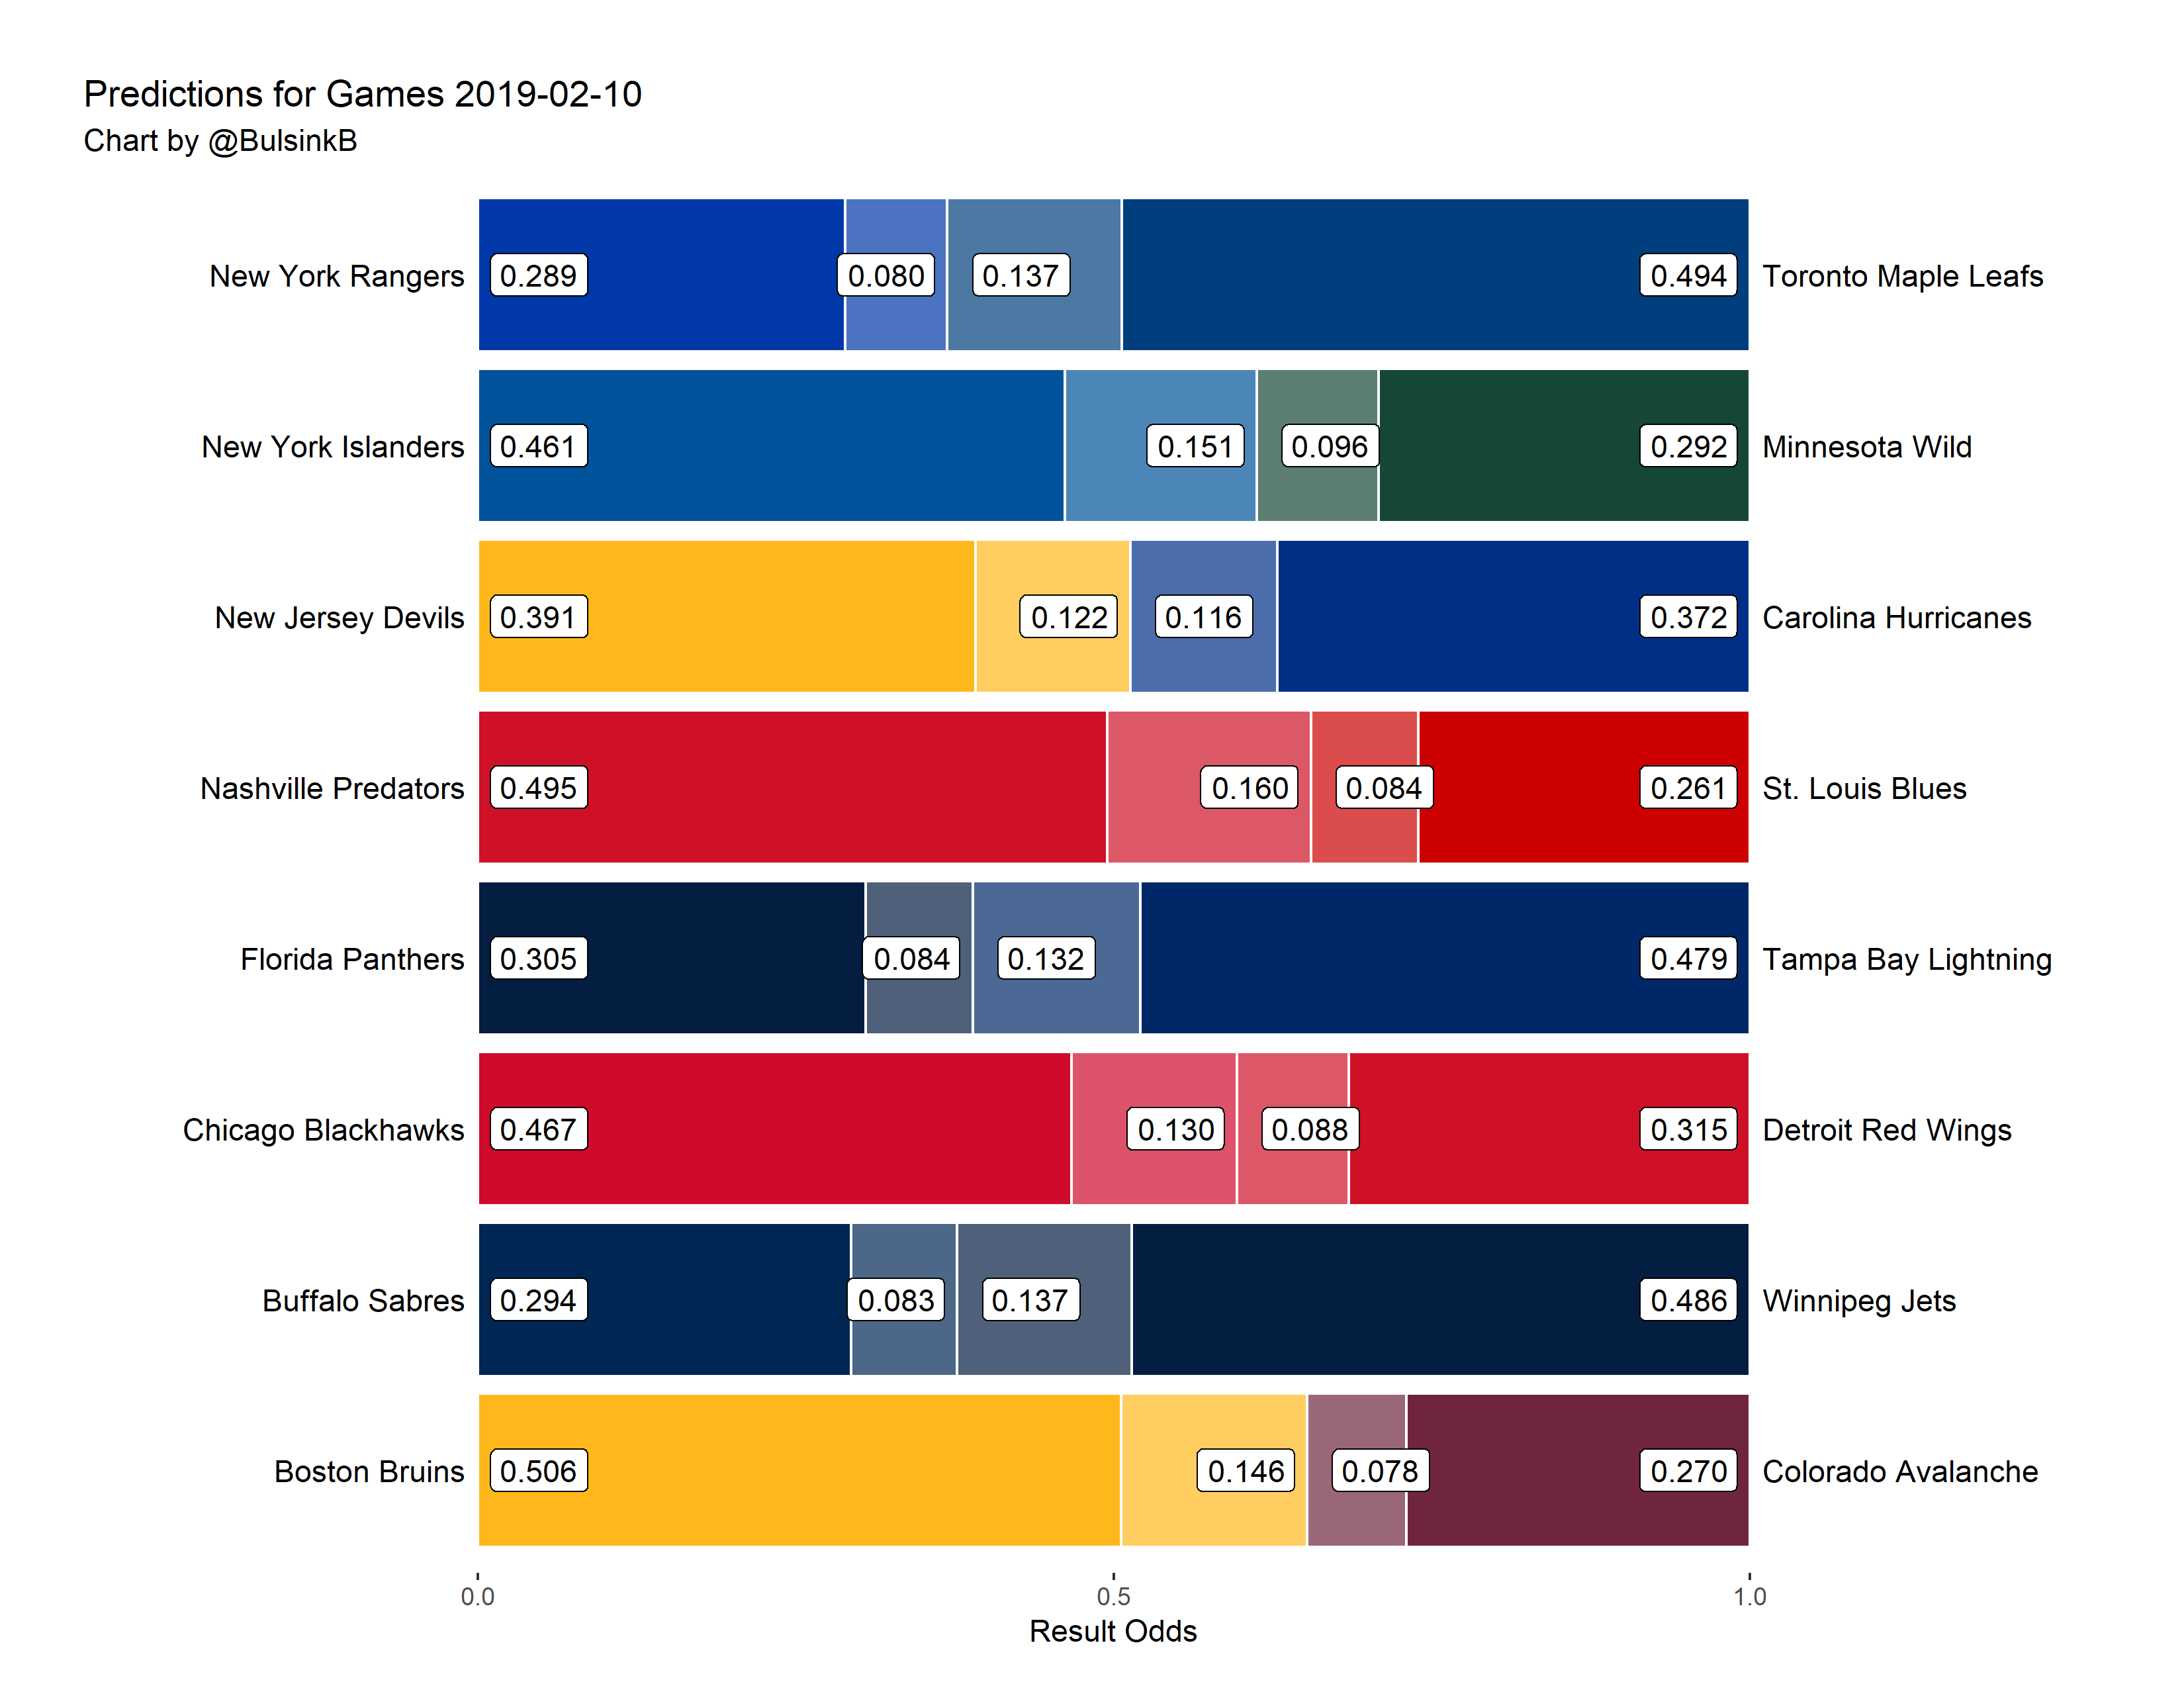 Predictions for Games 2019-02-10
Chart by @BulsinkB
New York Rangers 0.289 0.080 0.137 0.494 Toronto Maple Leafs
New York Islanders 0.461 0.151 0.096 0.292 Minnesota Wild
New Jersey Devils 0.391 0.122 0.116 0.372 Carolina Hurricanes
Nashville Predators 0.495 0.160 0.084 0.261 St. Louis Blues
Florida Panthers 0.305 0.084 0.132 0.479 Tampa Bay Lightning
Chicago Blackhawks 0.467 0.130 0.088 0.315 Detroit Red Wings
Buffalo Sabres 0.294 0.083 0.137 0.486 Winnipeg Jets
Boston Bruins 0.506 0.146 0.078 0.270 Colorado Avalanche
0.0 0.5 1.0
Result Odds